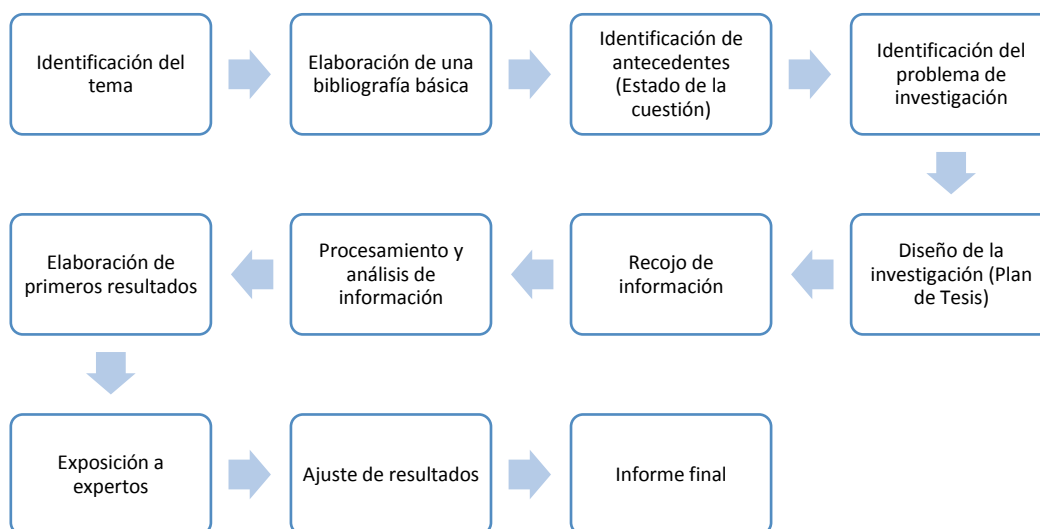 Identificación del
tema
Elaboración de una
bibliografía básica
Identificación de
antecedentes
(Estado de la
cuestión)
Identificación del
problema de
investigación
Diseño de la
investigación (Plan
de Tesis)
Recojo de
información
Procesamiento y
análisis de
información
Elaboración de
primeros resultados
Exposición a
expertos
Ajuste de resultados
Informe final